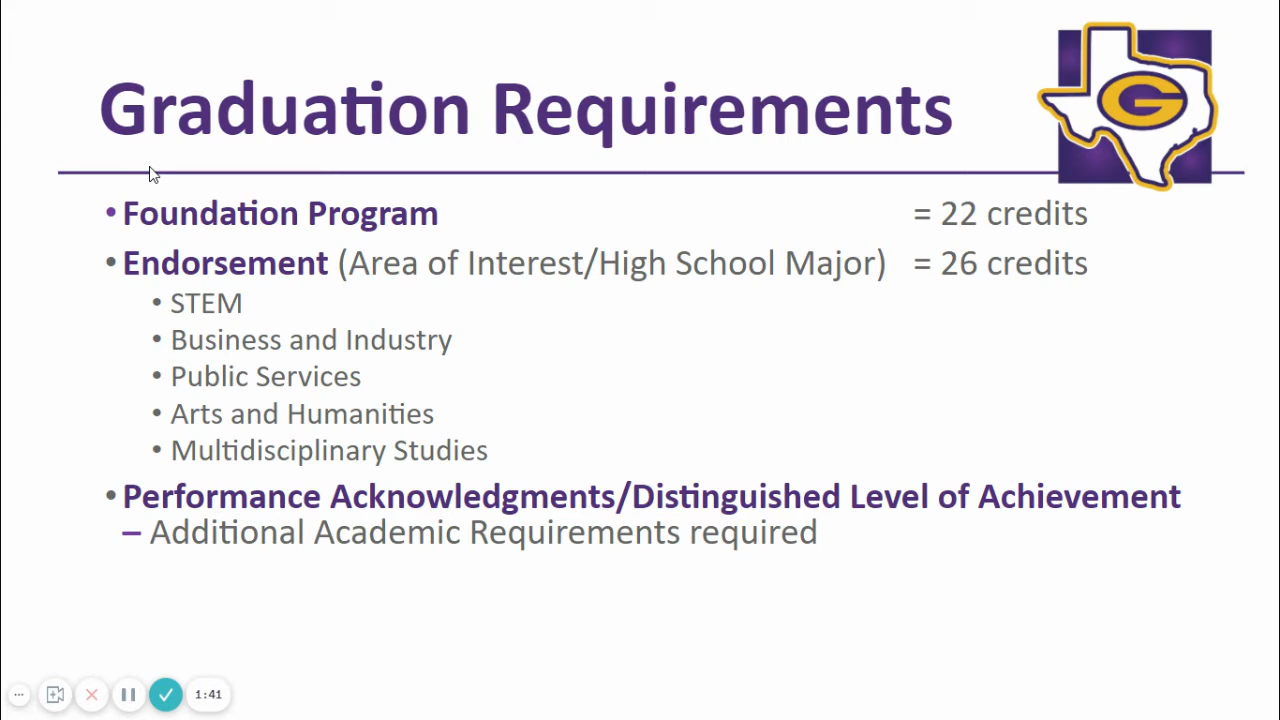 Graduation Requirements
G
• Foundation Program = 22 credits
• Endorsement (Area of Interest/High School Major) = 26 credits
• STEM
• Business and Industry
• Public Services
• Arts and Humanities
• Multidisciplinary Studies
• Performance Acknowledgments/Distinguished Level of Achievement
– Additional Academic Requirements required
1:41